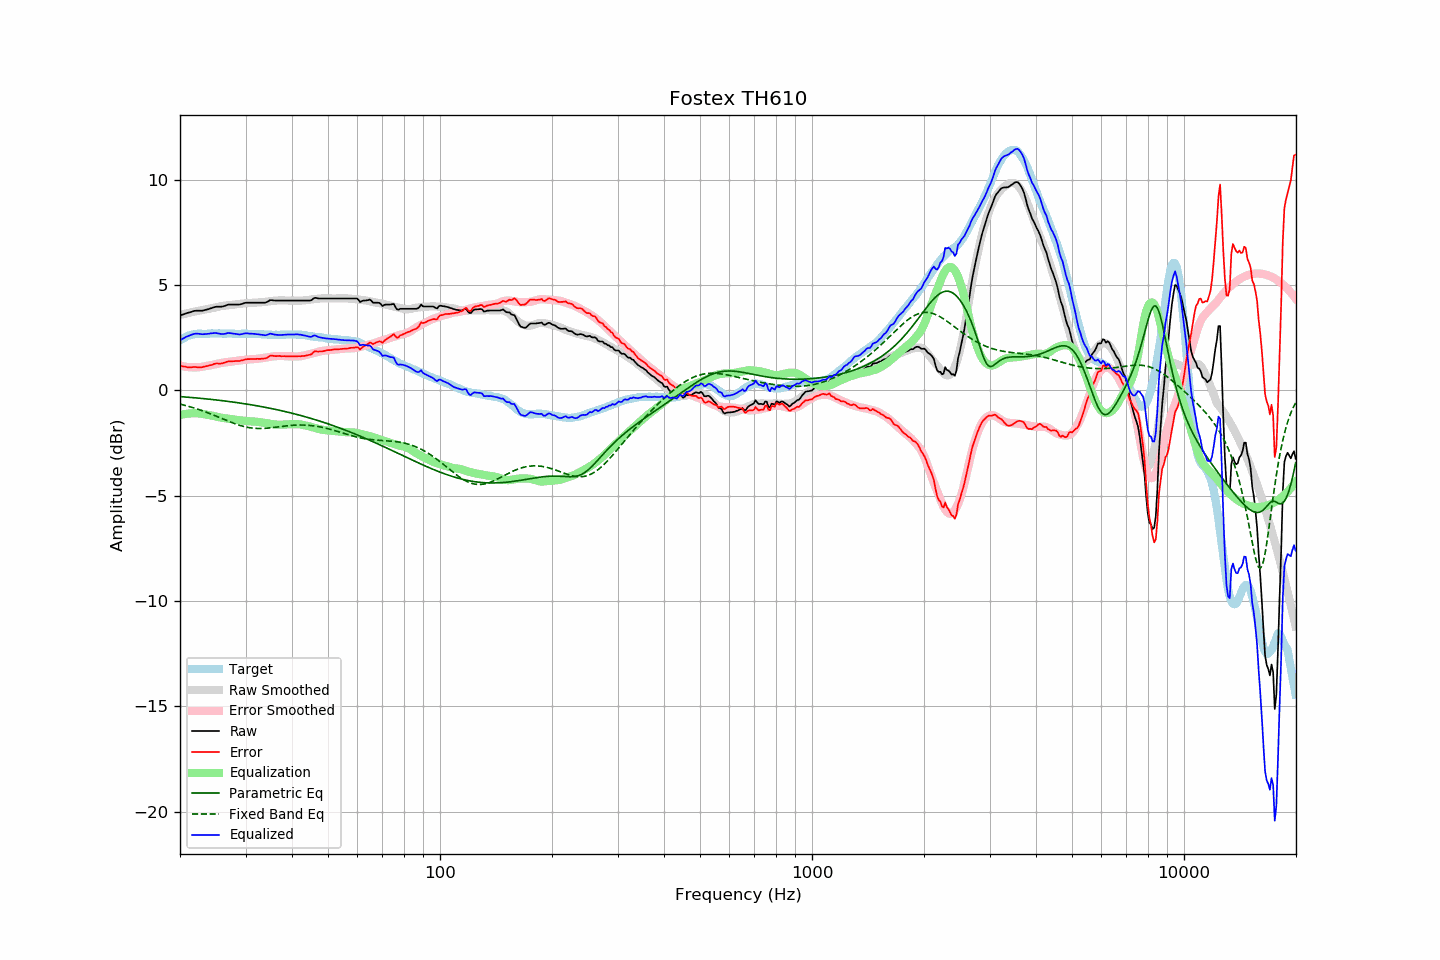 Fostex TH610
Amplitude (dBr)
10
5
0
−5
−10
−15
−20
Target
Raw Smoothed
Error Smoothed
Raw
Error
Equalization
Parametric Eq
Fixed Band Eq
Equalized
100
1000
10000
Frequency (Hz)